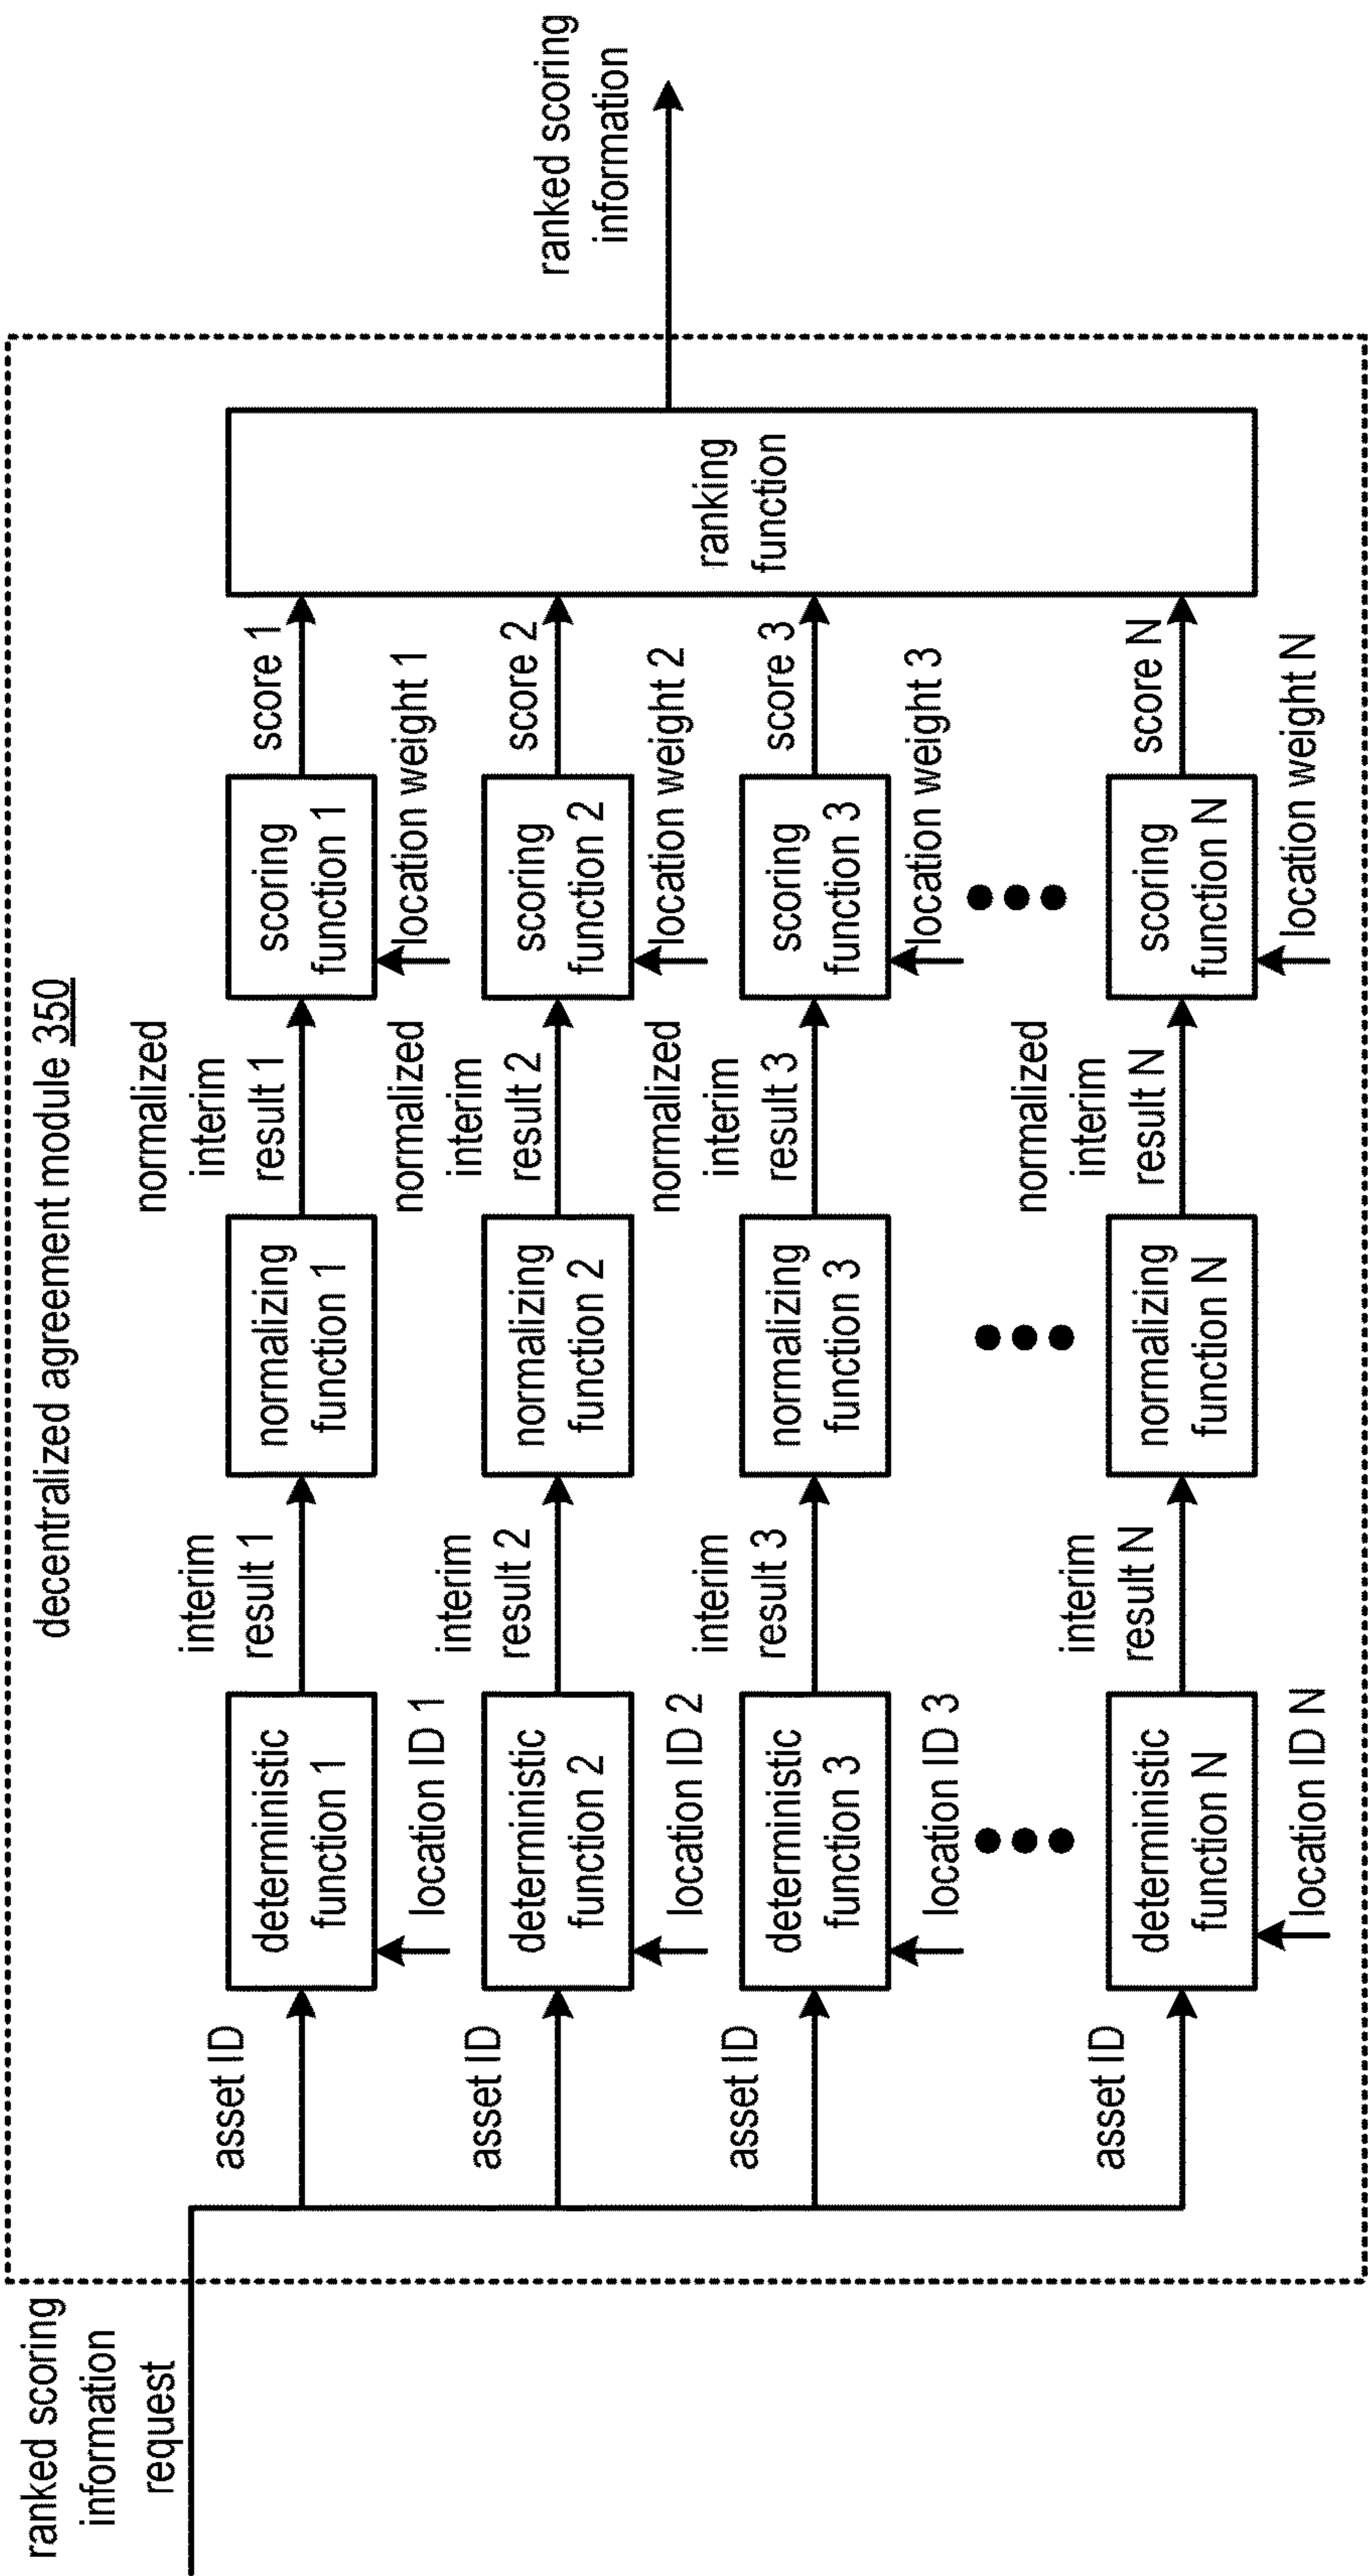 decentralized agreement module 350
ranked scoring
information
request
asset ID
deterministic
function 1
location ID 1
interim
result 1
normalizing
function 1
normalized
interim
result 1
scoring
function 1
location weight 1
score 1
asset ID
deterministic
function 2
location ID 2
interim
result 2
normalizing
function 2
normalized
interim
result 2
scoring
function 2
location weight 2
score 2
asset ID
deterministic
function 3
location ID 3
interim
result 3
normalizing
function 3
normalized
interim
result 3
scoring
function 3
location weight 3
score 3
asset ID
deterministic
function N
location ID N
interim
result N
normalizing
function N
normalized
interim
result N
scoring
function N
location weight N
score N
ranking
function
ranked scoring
information